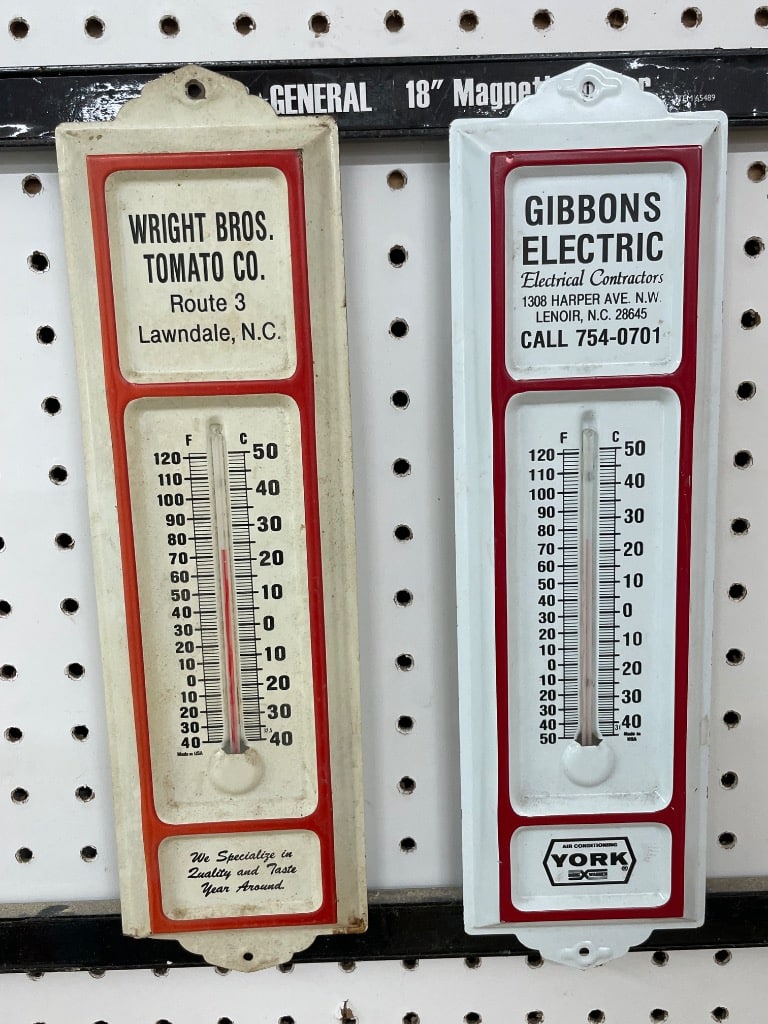 GENERAL 18" Magnetic
ITEM 65489
WRIGHT BROS.
TOMATO CO.
Route 3
Lawndale, N.C.
F C
120 50
110
100 40
90
80 30
70 20
60
50 10
40
30 0
20
10 10
0
10 20
20 30
30
40 40
Made in USA
We Specialize in
Quality and Taste
Year Around.
GIBBONS
ELECTRIC
Electrical Contractors
1308 HARPER AVE. N.W.
LENOIR, N.C. 28645
CALL 754-0701
F C
120 50
110
100 40
90
80 30
70 20
60
50 10
40
30 0
20
10 10
0
10 20
20
30 30
40 40
50
Made in
USA
AIR CONDITIONING
YORK
®